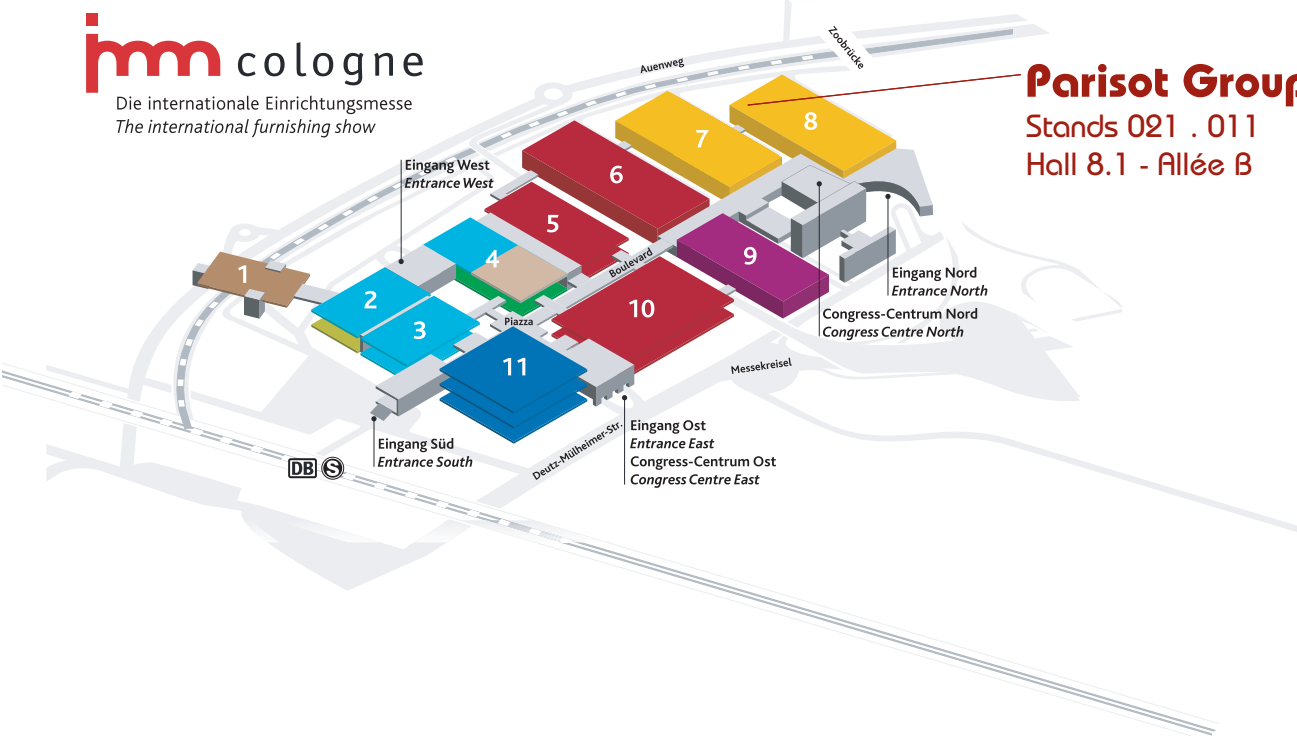 imm cologne
Die internationale Einrichtungsmesse
The international furnishing show
Auenweg
Zoobrücke
Parisot Group
Stands 021 . 011
Hall 8.1 - Allée B
8
7
6
Eingang West
Entrance West
5
4
9
Boulevard
1
2
3
10
Piazza
11
Eingang Nord
Entrance North
Congress-Centrum Nord
Congress Centre North
Messekreisel
Eingang Süd
Entrance South
DB S
Deutz-Mülheimer-Str.
Eingang Ost
Entrance East
Congress-Centrum Ost
Congress Centre East